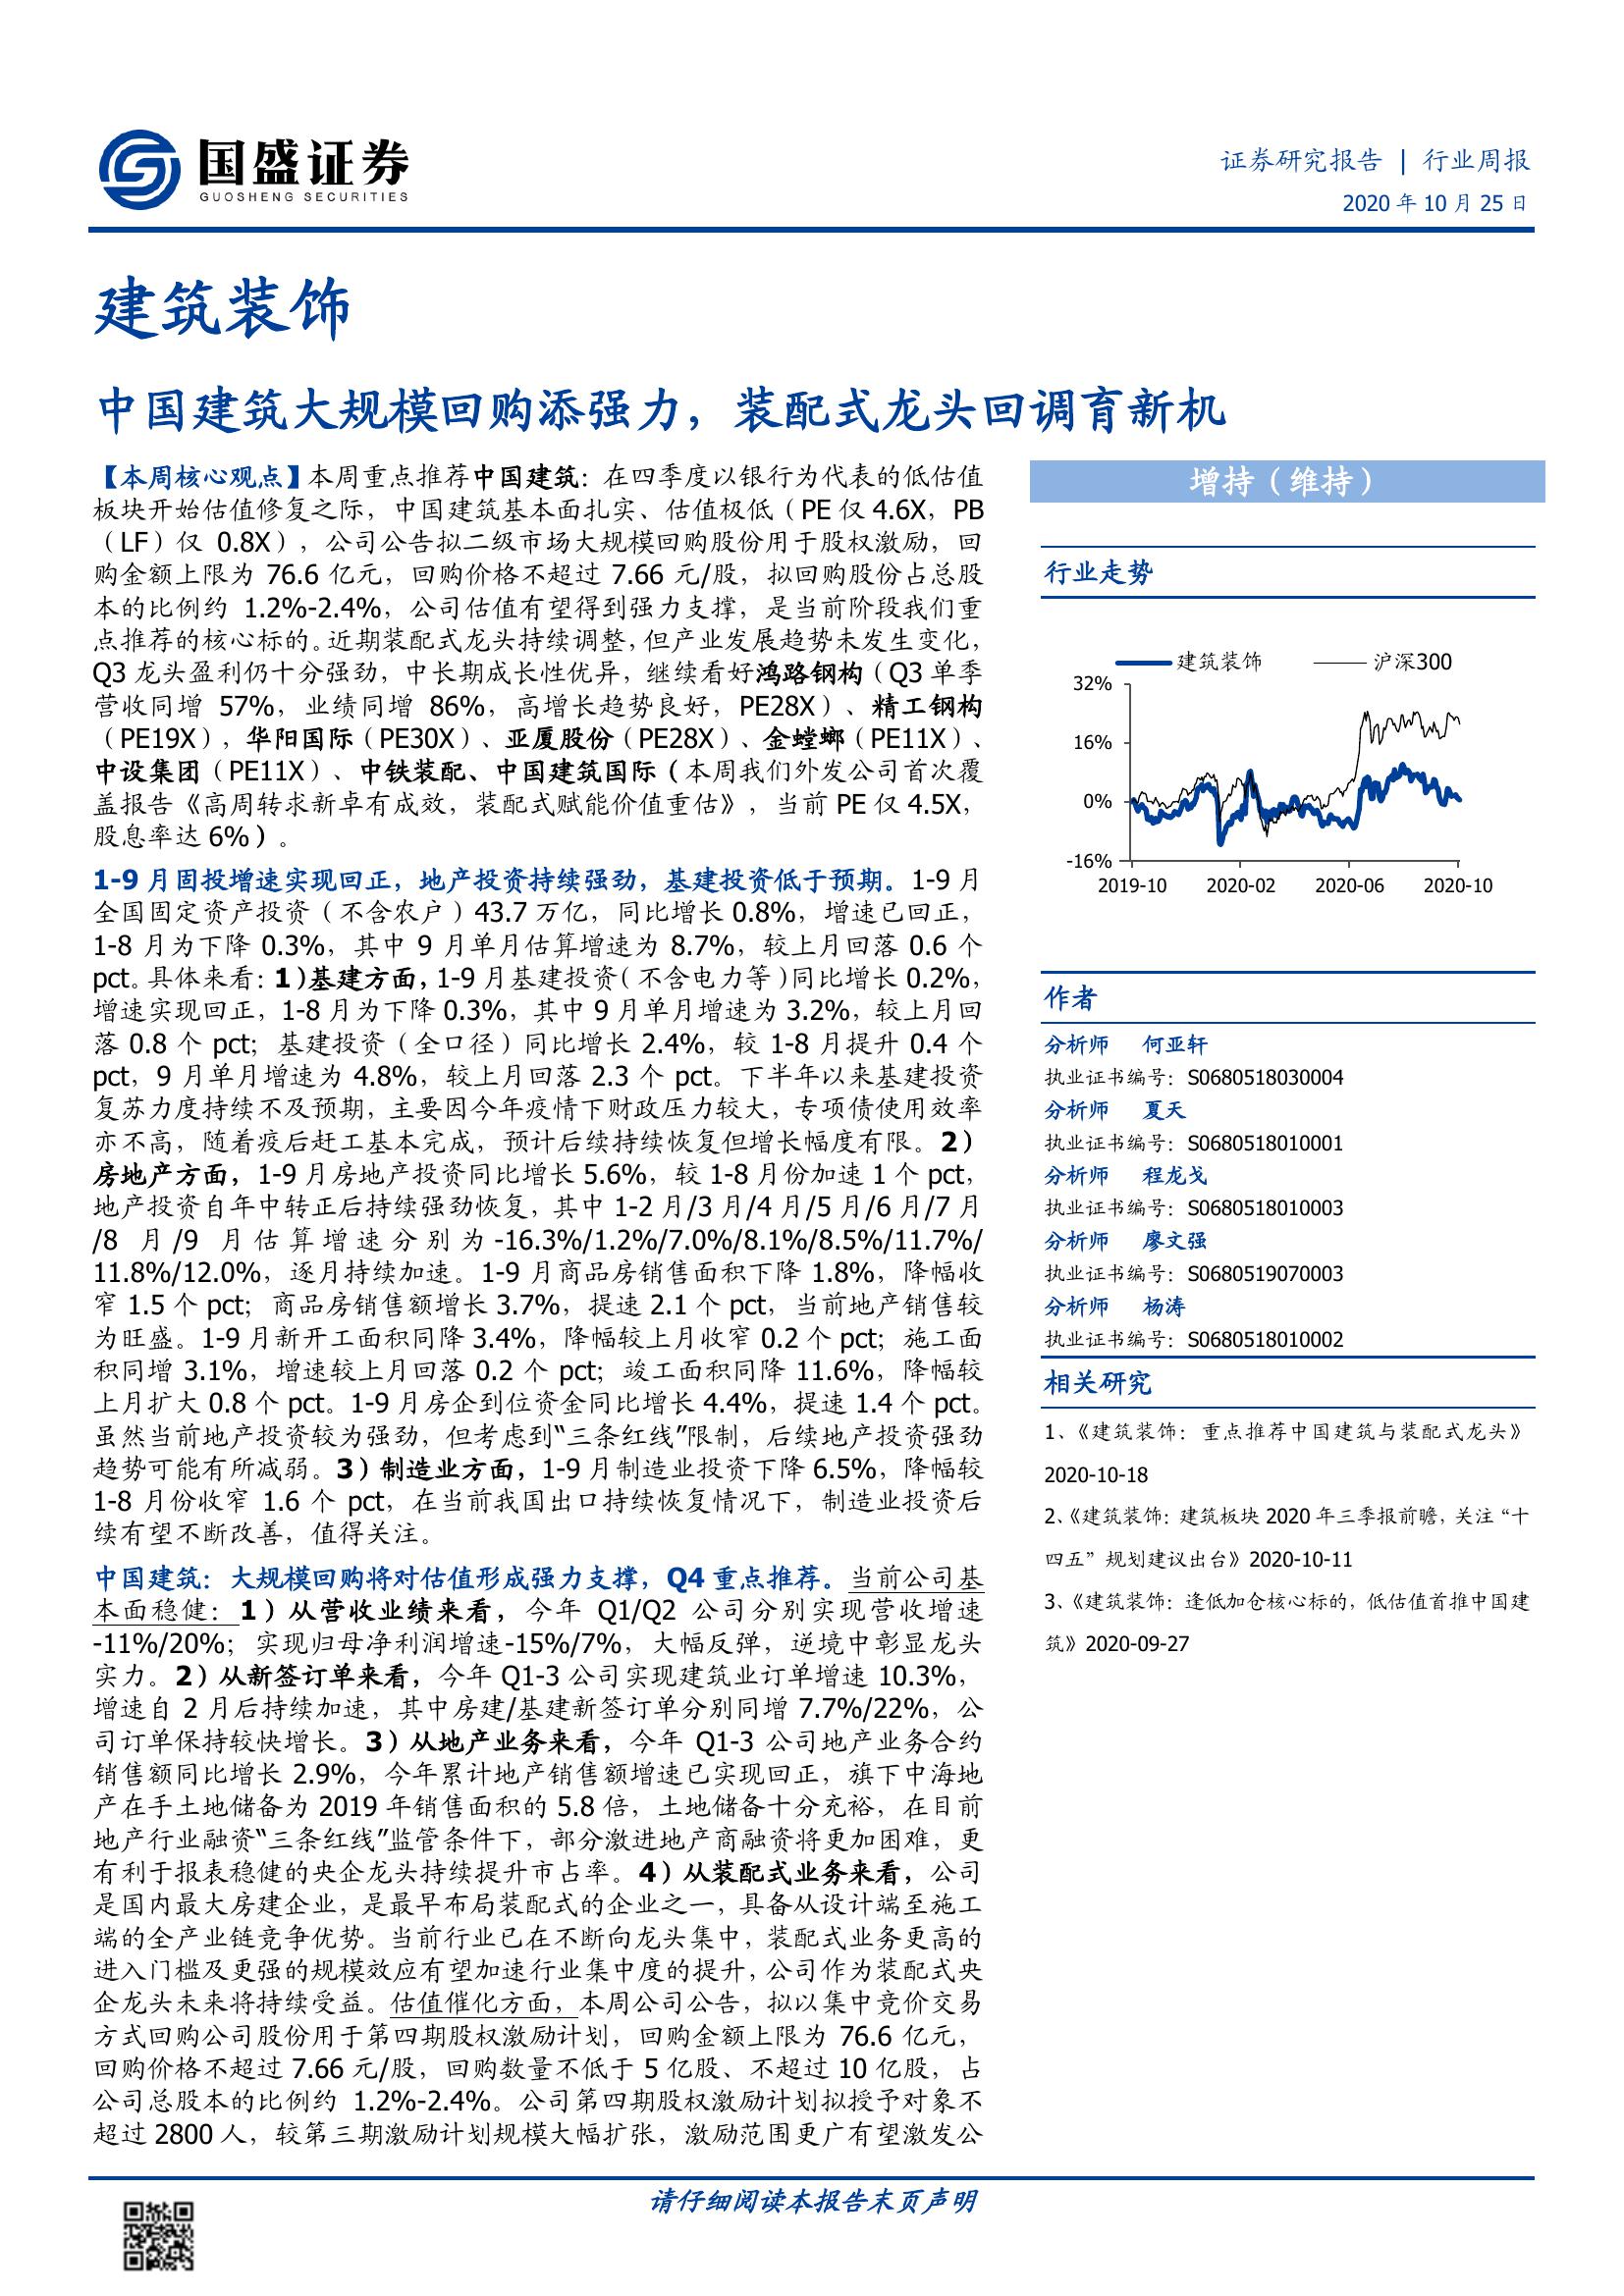 国盛证券
GUOSHENG SECURITIES
证券研究报告 | 行业周报
2020 年 10 月 25 日
建筑装饰
中国建筑大规模回购添强力，装配式龙头回调育新机
【本周核心观点】本周重点推荐中国建筑：在四季度以银行为代表的低估值
板块开始估值修复之际，中国建筑基本面扎实、估值极低（PE 仅 4.6X，PB
（LF）仅 0.8X），公司公告拟二级市场大规模回购股份用于股权激励，回
购金额上限为 76.6 亿元，回购价格不超过 7.66 元/股，拟回购股份占总股
本的比例约 1.2%-2.4%，公司估值有望得到强力支撑，是当前阶段我们重
点推荐的核心标的。近期装配式龙头持续调整，但产业发展趋势未发生变化，
Q3 龙头盈利仍十分强劲，中长期成长性优异，继续看好鸿路钢构（Q3 单季
营收同增 57%，业绩同增 86%，高增长趋势良好，PE28X）、精工钢构
（PE19X），华阳国际（PE30X）、亚厦股份（PE28X）、金螳螂（PE11X）、
中设集团（PE11X）、中铁装配、中国建筑国际（本周我们外发公司首次覆
盖报告《高周转求新卓有成效，装配式赋能价值重估》，当前 PE 仅 4.5X，
股息率达 6%）。
1-9 月固投增速实现回正，地产投资持续强劲，基建投资低于预期。1-9 月
全国固定资产投资（不含农户）43.7 万亿，同比增长 0.8%，增速已回正，
1-8 月为下降 0.3%，其中 9 月单月估算增速为 8.7%，较上月回落 0.6 个
pct。具体来看：1）基建方面，1-9 月基建投资（不含电力等）同比增长 0.2%，
增速实现回正，1-8 月为下降 0.3%，其中 9 月单月增速为 3.2%，较上月回
落 0.8 个 pct；基建投资（全口径）同比增长 2.4%，较 1-8 月提升 0.4 个
pct，9 月单月增速为 4.8%，较上月回落 2.3 个 pct。下半年以来基建投资
复苏力度持续不及预期，主要因今年疫情下财政压力较大，专项债使用效率
亦不高，随着疫后赶工基本完成，预计后续持续恢复但增长幅度有限。2）
房地产方面，1-9 月房地产投资同比增长 5.6%，较 1-8 月份加速 1 个 pct，
地产投资自年中转正后持续强劲恢复，其中 1-2 月/3 月/4 月/5 月/6 月/7 月
/8 月/9 月估算增速分别为-16.3%/1.2%/7.0%/8.1%/8.5%/11.7%/
11.8%/12.0%，逐月持续加速。1-9 月商品房销售面积下降 1.8%，降幅收
窄 1.5 个 pct；商品房销售额增长 3.7%，提速 2.1 个 pct，当前地产销售较
为旺盛。1-9 月新开工面积同降 3.4%，降幅较上月收窄 0.2 个 pct；施工面
积同增 3.1%，增速较上月回落 0.2 个 pct；竣工面积同降 11.6%，降幅较
上月扩大 0.8 个 pct。1-9 月房企到位资金同比增长 4.4%，提速 1.4 个 pct。
虽然当前地产投资较为强劲，但考虑到“三条红线”限制，后续地产投资强劲
趋势可能有所减弱。3）制造业方面，1-9 月制造业投资下降 6.5%，降幅较
1-8 月份收窄 1.6 个 pct，在当前我国出口持续恢复情况下，制造业投资后
续有望不断改善，值得关注。
中国建筑：大规模回购将对估值形成强力支撑，Q4 重点推荐。当前公司基
本面稳健：1）从营收业绩来看，今年 Q1/Q2 公司分别实现营收增速
-11%/20%；实现归母净利润增速-15%/7%，大幅反弹，逆境中彰显龙头
实力。2）从新签订单来看，今年 Q1-3 公司实现建筑业订单增速 10.3%，
增速自 2 月后持续加速，其中房建/基建新签订单分别同增 7.7%/22%，公
司订单保持较快增长。3）从地产业务来看，今年 Q1-3 公司地产业务合约
销售额同比增长 2.9%，今年累计地产销售额增速已实现回正，旗下中海地
产在手土地储备为 2019 年销售面积的 5.8 倍，土地储备十分充裕，在目前
地产行业融资“三条红线”监管条件下，部分激进地产商融资将更加困难，更
有利于报表稳健的央企龙头持续提升市占率。4）从装配式业务来看，公司
是国内最大房建企业，是最早布局装配式的企业之一，具备从设计端至施工
端的全产业链竞争优势。当前行业已在不断向龙头集中，装配式业务更高的
进入门槛及更强的规模效应有望加速行业集中度的提升，公司作为装配式央
企龙头未来将持续受益。估值催化方面，本周公司公告，拟以集中竞价交易
方式回购公司股份用于第四期股权激励计划，回购金额上限为 76.6 亿元，
回购价格不超过 7.66 元/股，回购数量不低于 5 亿股、不超过 10 亿股，占
公司总股本的比例约 1.2%-2.4%。公司第四期股权激励计划拟授予对象不
超过 2800 人，较第三期激励计划规模大幅扩张，激励范围更广有望激发公
增持（维持）
行业走势
建筑装饰 沪深300
32%
16%
0%
-16%
2019-10 2020-02 2020-06 2020-10
作者
分析师 何亚轩
执业证书编号：S0680518030004
分析师 夏天
执业证书编号：S0680518010001
分析师 程龙戈
执业证书编号：S0680518010003
分析师 廖文强
执业证书编号：S0680519070003
分析师 杨涛
执业证书编号：S0680518010002
相关研究
1、《建筑装饰：重点推荐中国建筑与装配式龙头》
2020-10-18
2、《建筑装饰：建筑板块 2020 年三季报前瞻，关注“十
四五”规划建议出台》2020-10-11
3、《建筑装饰：逢低加仓核心标的，低估值首推中国建
筑》2020-09-27
请仔细阅读本报告末页声明